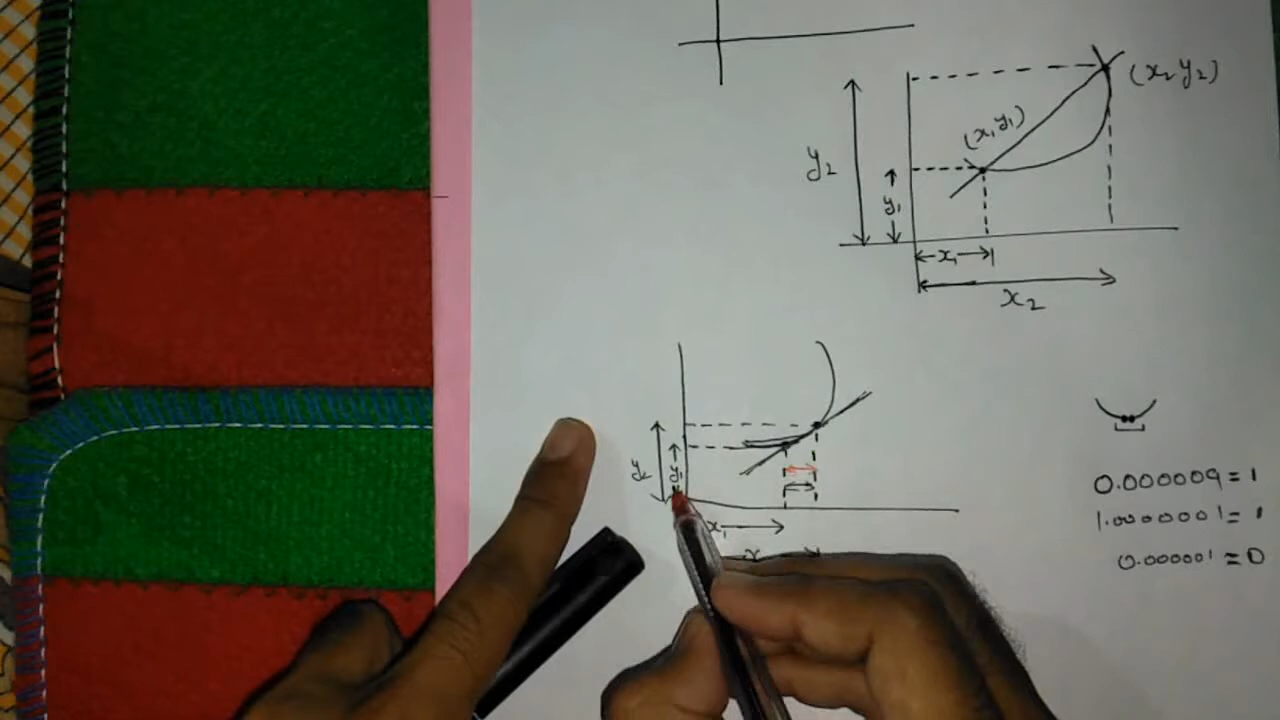 (x₂ y₂)
(x₁ y₁)
y₂
y₁
x₁
x₂
y₂
y₁
x₁
x
0.000009 = 1
1.0000001 = 1
0.000001 = 0